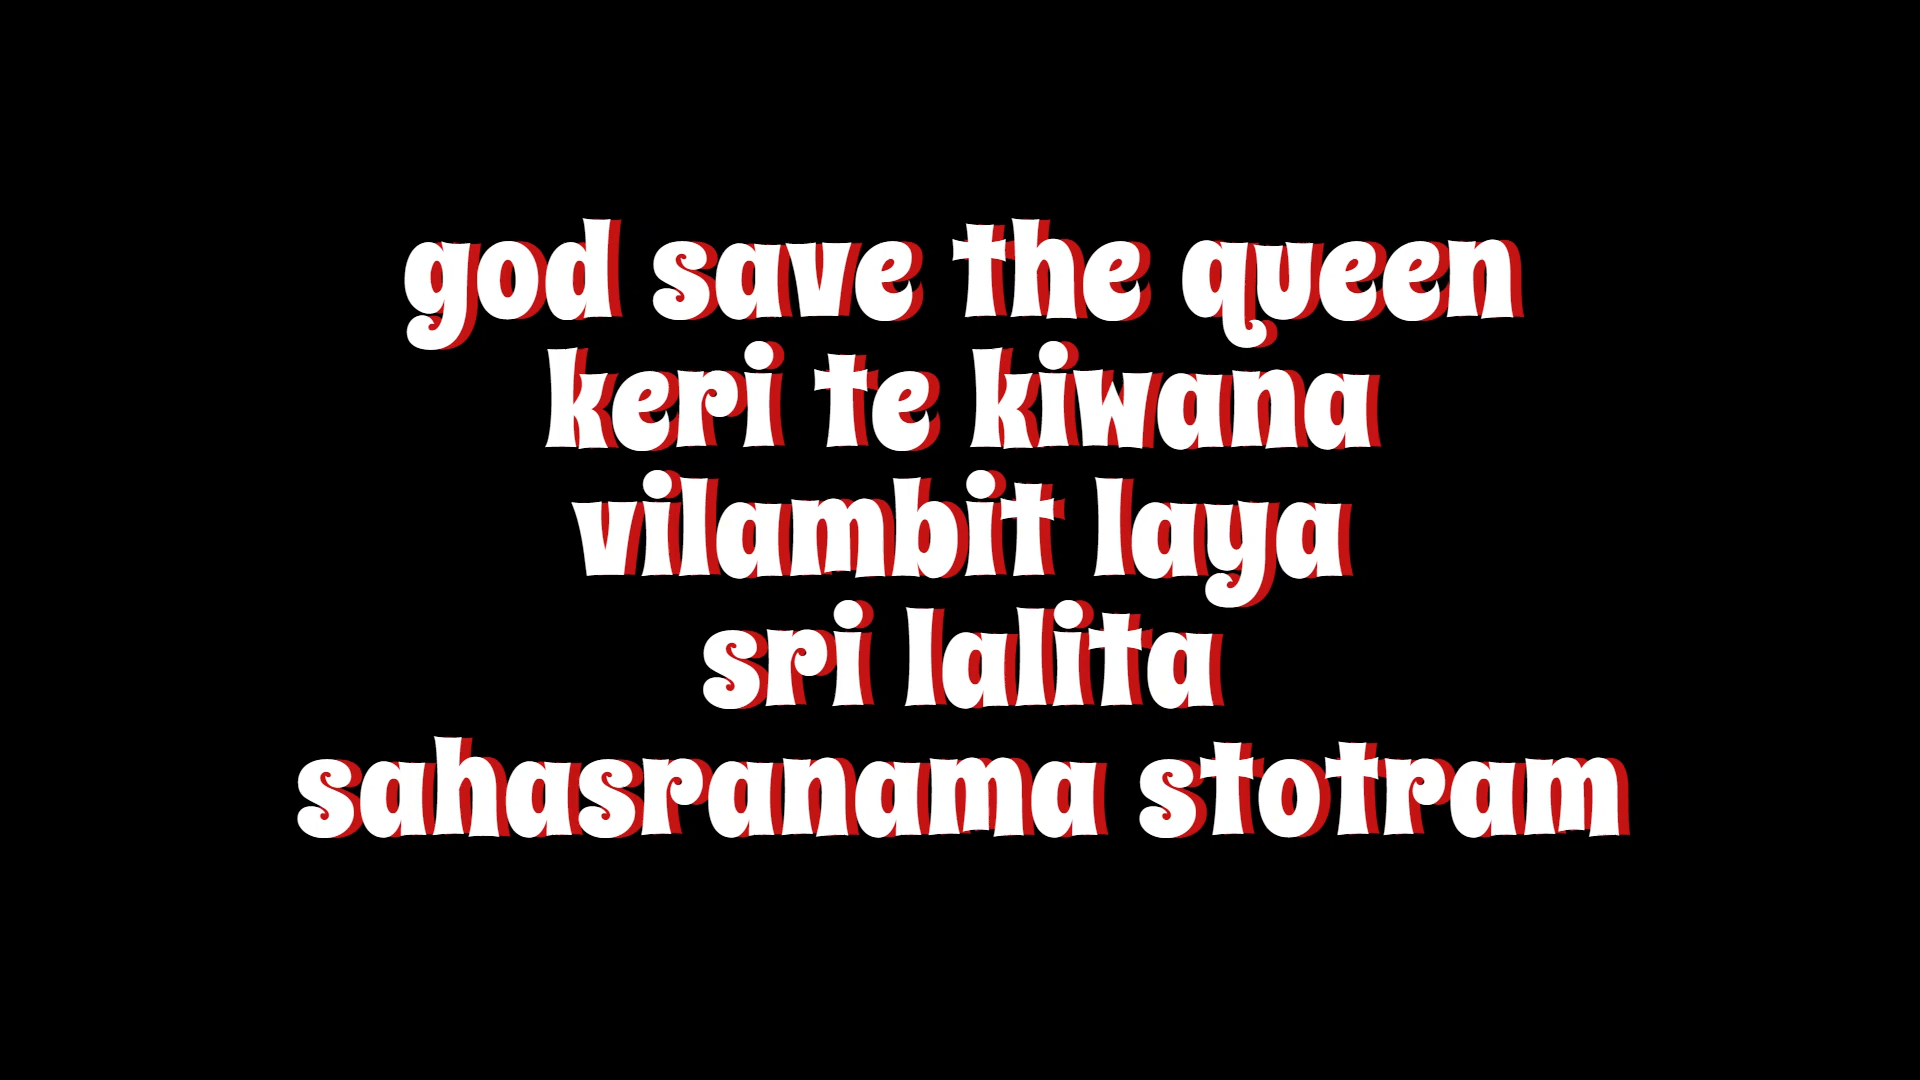 god save the queen
keri te kiwana
vilambit laya
sri lalita
sahasranama stotram